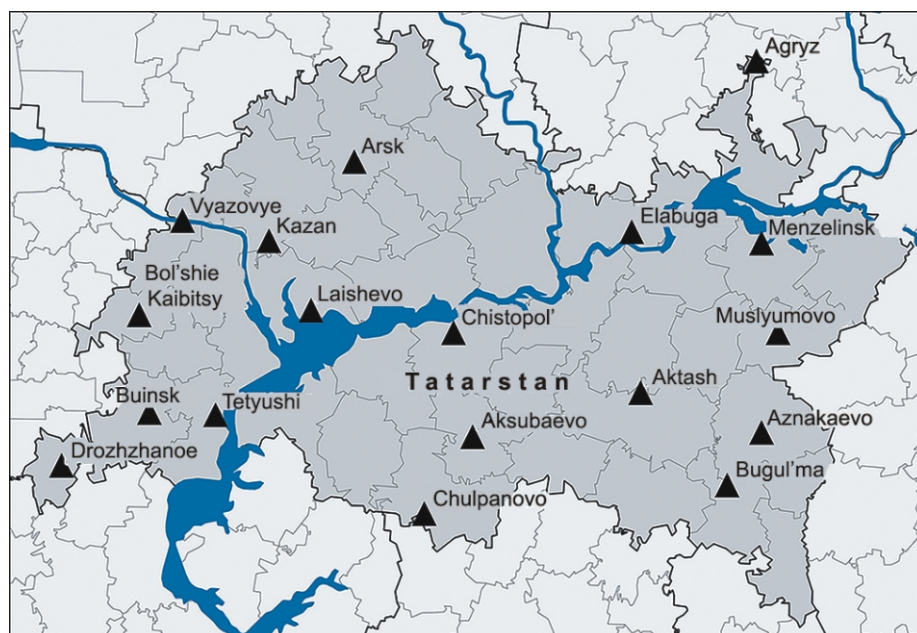 Agryz
Arsk
Vyazovye
Kazan
Elabuga
Menzelinsk
Bol'shie
Kaibitsy
Laishevo
Chistopol'
Muslyumovo
Tatarstan
Aktash
Buinsk
Tetyushi
Aksubaevo
Aznakaevo
Drozhzhanoe
Bugul'ma
Chulpanovo